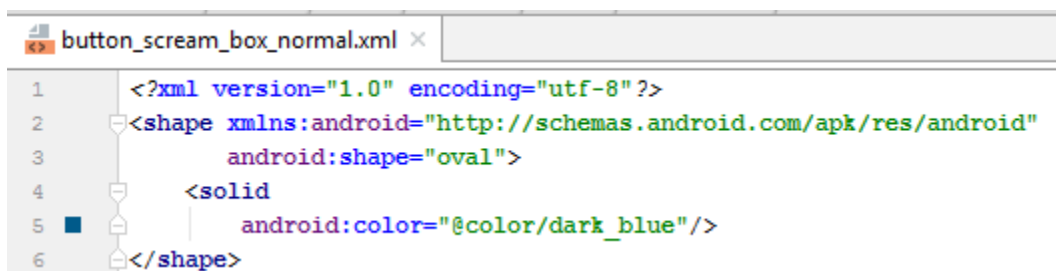 button_scream_box_normal.xml
1 <?xml version="1.0" encoding="utf-8"?>
2 <shape xmlns:android="http://schemas.android.com/apk/res/android"
3 android:shape="oval">
4 <solid
5 android:color="@color/dark_blue"/>
6 </shape>